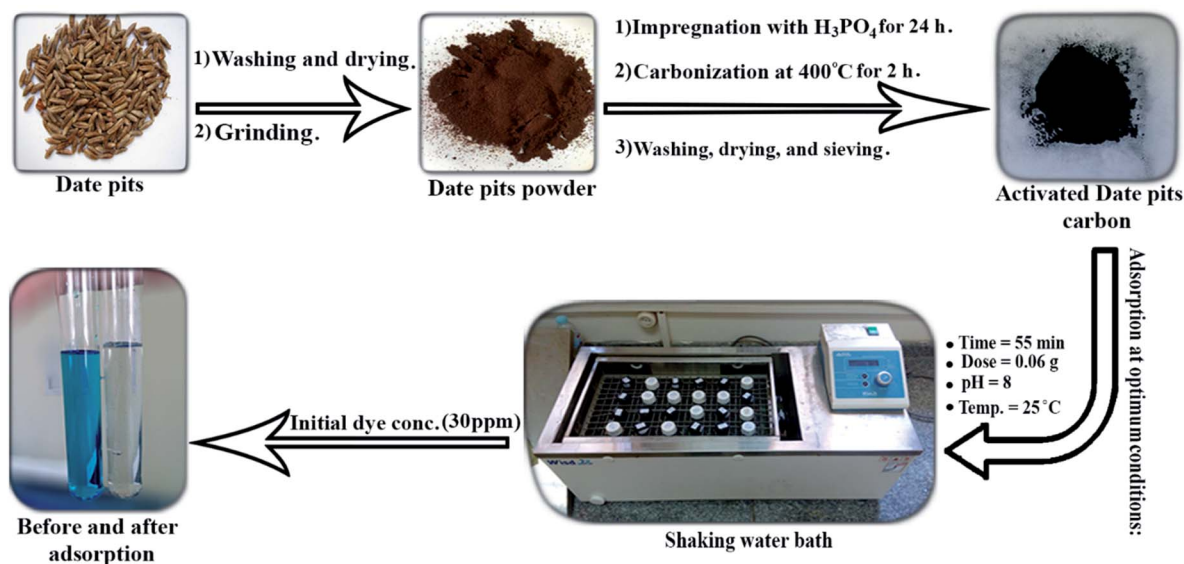 1)Washing and drying.
2) Grinding.
Date pits
1)Impregnation with H₃PO₄ for 24 h.
2)Carbonization at 400°C for 2 h.
3)Washing, drying, and sieving.
Date pits powder
Activated Date pits
carbon
Adsorption at optimum conditions:
• Time = 55 min
• Dose = 0.06 g
• pH = 8
• Temp. = 25°C
Shaking water bath
Initial dye conc. (30ppm)
Before and after
adsorption